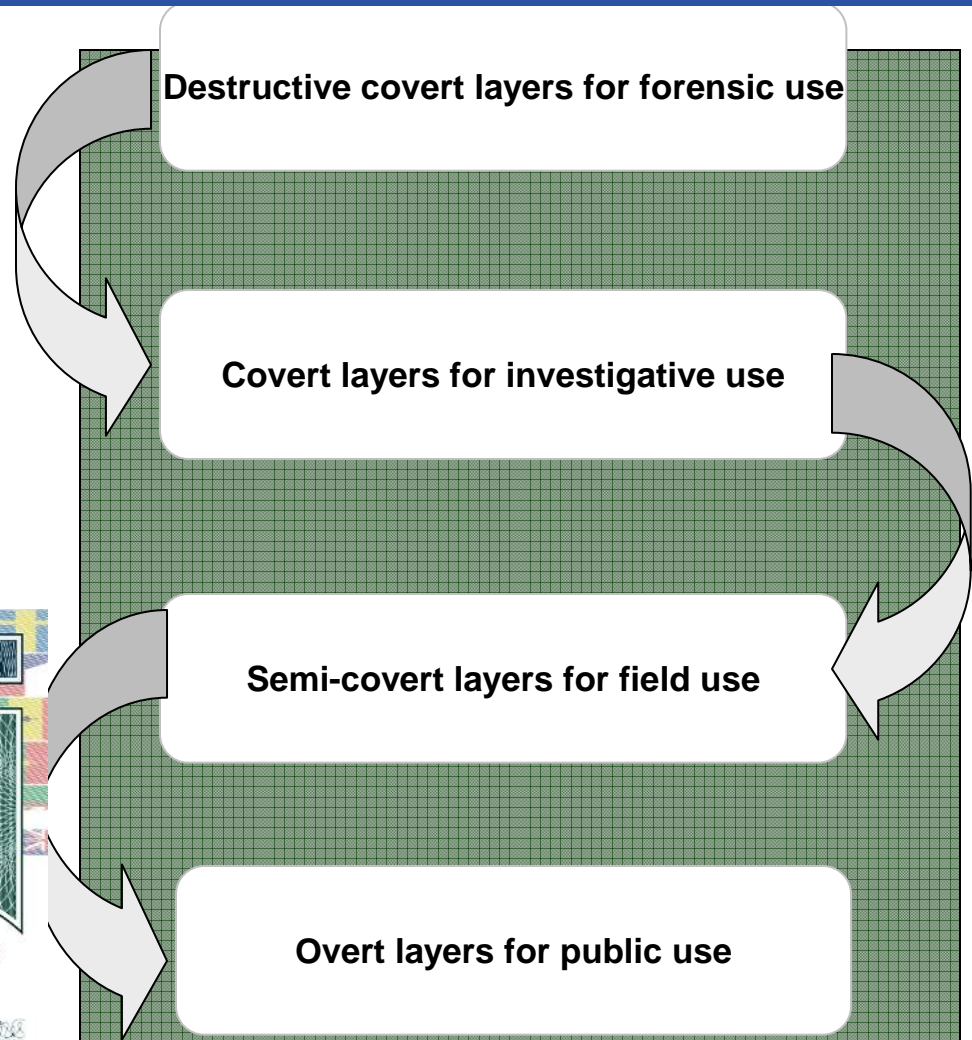 Destructive covert layers for forensic use
Covert layers for investigative use
Semi-covert layers for field use
Overt layers for public use